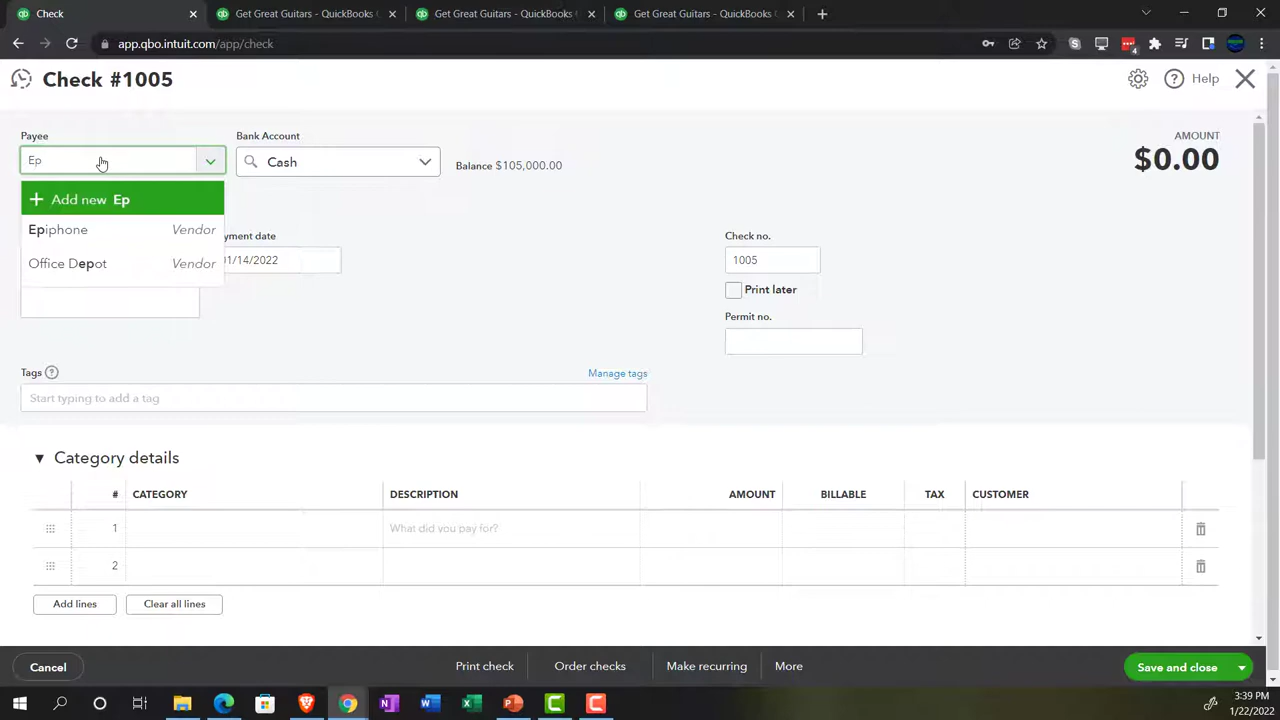 Ep
Get Great Guitars - QuickBooks
Get Great Guitars - QuickBooks
Get Great Guitars - QuickBooks
app.qbo.intuit.com/app/check
4
Check #1005
Help
Payee
Bank Account
AMOUNT
Ep
Cash
Balance $105,000.00
$0.00
Add new Ep
Epiphone Vendor
Office Depot Vendor
yment date
Check no.
01/14/2022
1005
Print later
Permit no.
Tags
Manage tags
Start typing to add a tag
Category details
# CATEGORY DESCRIPTION AMOUNT BILLABLE TAX CUSTOMER
1 What did you pay for?
2
Add lines
Clear all lines
Cancel
Print check
Order checks
Make recurring
More
Save and close
3:39 PM
1/22/2022